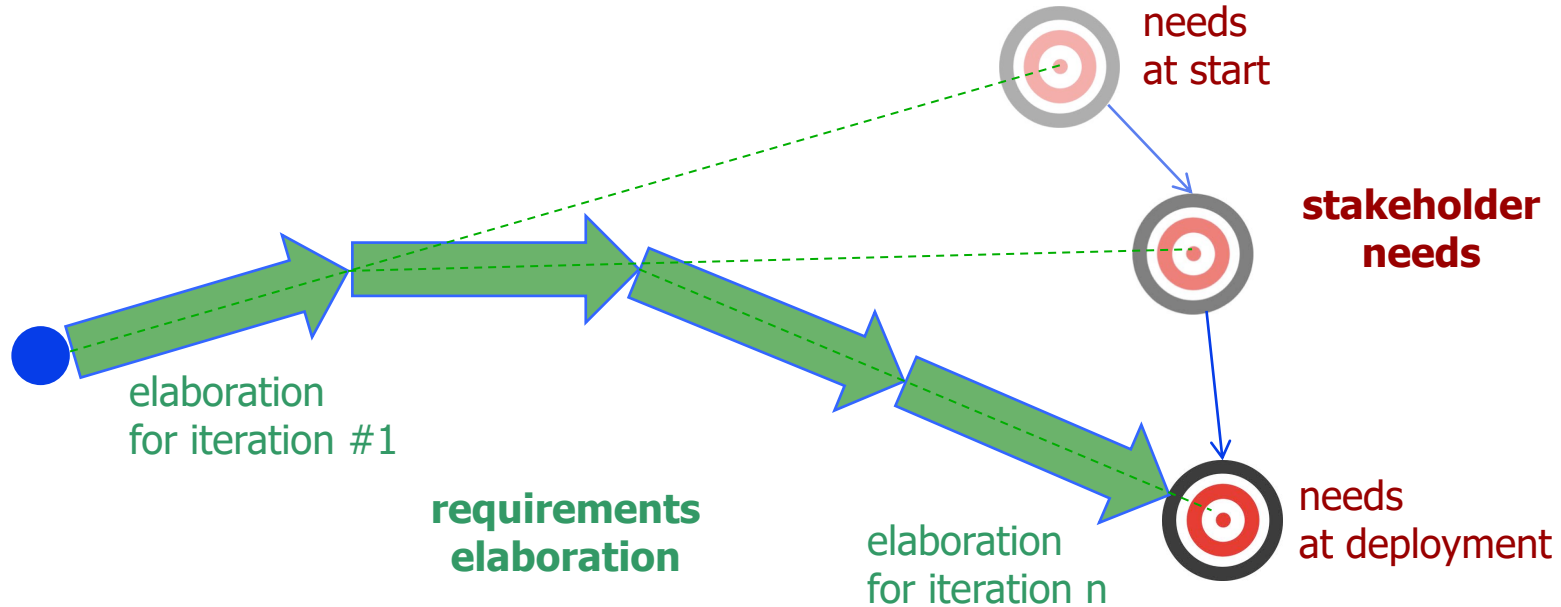 needs
at start
stakeholder
needs
elaboration
for iteration #1
requirements
elaboration
elaboration
for iteration n
needs
at deployment